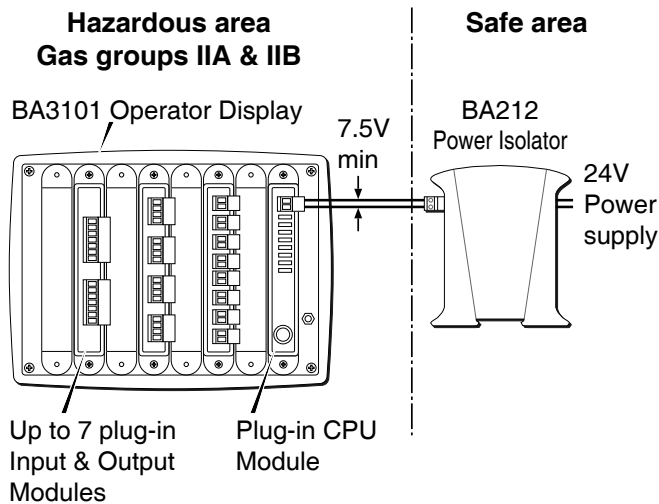 Hazardous area
Gas groups IIA & IIB
Safe area
BA3101 Operator Display
7.5V
min
BA212
Power Isolator
24V
Power
supply
Up to 7 plug-in
Input & Output
Modules
Plug-in CPU
Module